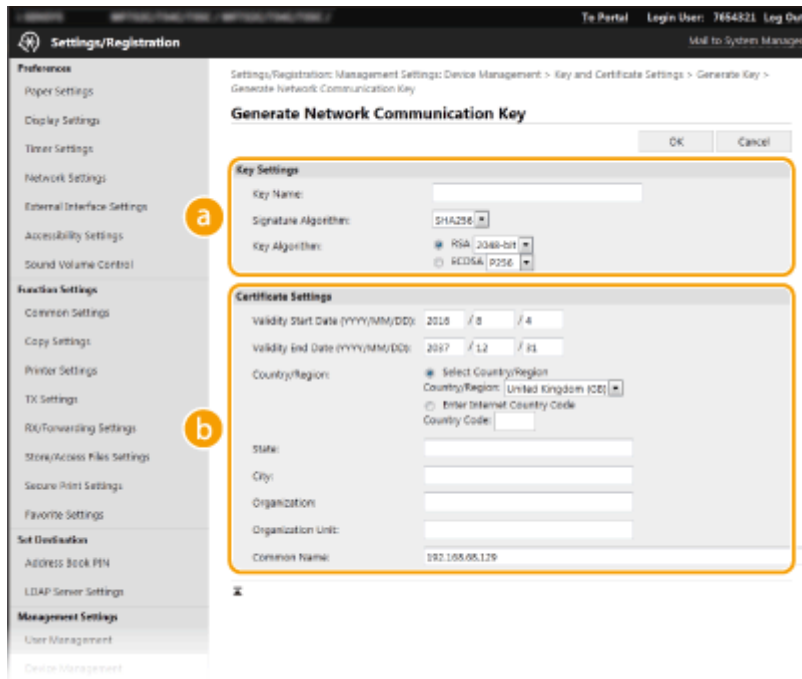 To Portal Login User: 7654321 Log Ou
Settings/Registration
Mail to System Manage
Preferences
Paper Settings
Display Settings
Timer Settings
Network Settings
External Interface Settings
Accessibility Settings
Sound Volume Control
Function Settings
Common Settings
Copy Settings
Printer Settings
TX Settings
RX/Forwarding Settings
Store/Access Files Settings
Secure Print Settings
Favorite Settings
Set Destination
Address Book PIN
LDAP Server Settings
Management Settings
User Management
Device Management
Settings/Registration: Management Settings: Device Management > Key and Certificate Settings > Generate Key >
Generate Network Communication Key
Generate Network Communication Key
OK Cancel
a
Key Settings
Key Name:
Signature Algorithm: SHA256
Key Algorithm: RSA 2048-bit
ECDSA P256
b
Certificate Settings
Validity Start Date (YYYY/MM/DD): 2016 / 8 / 4
Validity End Date (YYYY/MM/DD): 2037 / 12 / 31
Country/Region: Select Country/Region
Country/Region: United Kingdom (GB)
Enter Internet Country Code
Country Code:
State:
City:
Organization:
Organization Unit:
Common Name: 192.168.68.129